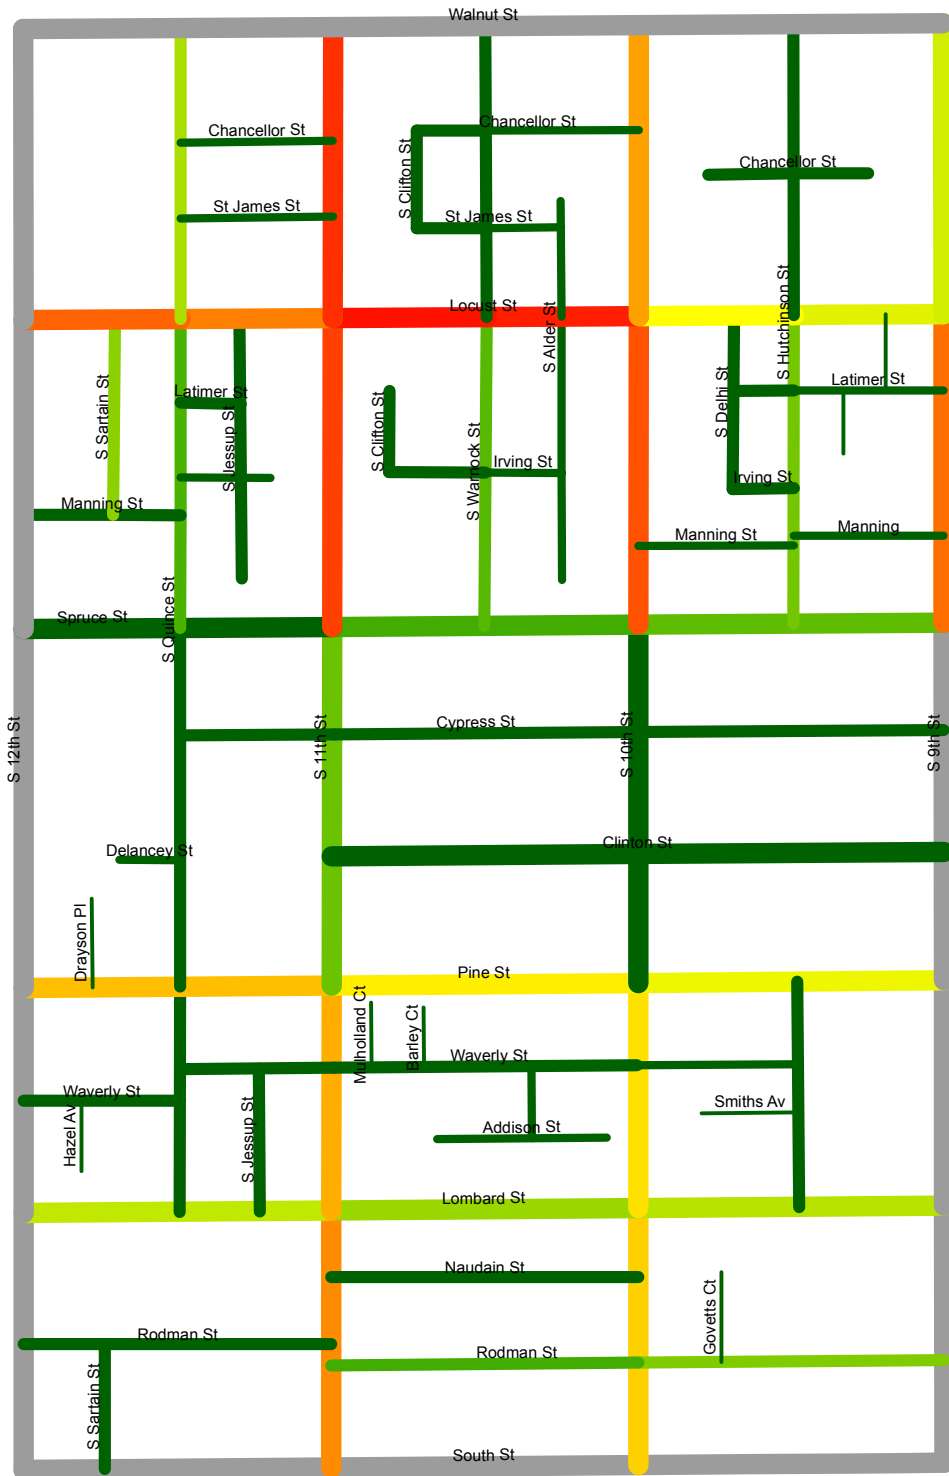 Walnut St
Chancellor St
Chancellor St
Chancellor St
S Clifton St
St James St
St James St
Locust St
S Alder St
S Hutchinson St
S Sartain St
Latimer St
S Jessup St
S Clifton St
S Warnock St
Irving St
S Delhi St
Latimer St
Irving St
Manning St
Manning St
Manning
Spruce St
S Quince St
S 12th St
S 11th St
Cypress St
S 10th St
S 9th St
Delancey St
Clinton St
Drayson Pl
Pine St
Mulholland Ct
Barley Ct
Waverly St
Waverly St
Hazel Av
S Jessup St
Addison St
Smiths Av
Lombard St
Naudain St
Govetts Ct
Rodman St
Rodman St
S Sartain St
South St